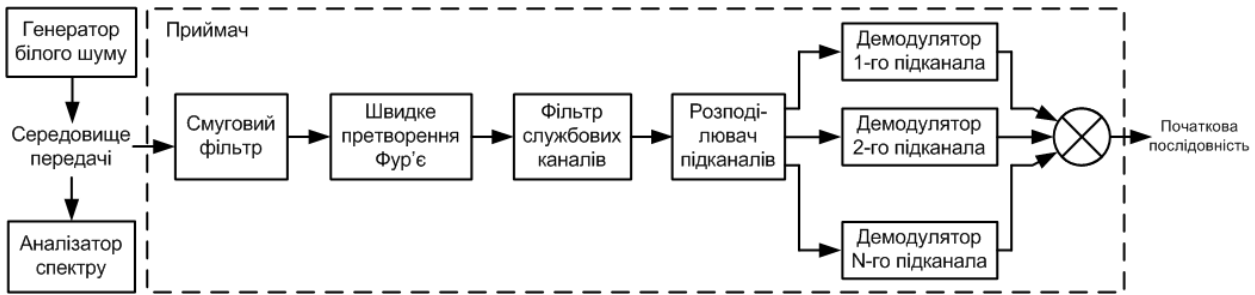 Генератор
білого шуму
Середовище
передачі
Аналізатор
спектру
Приймач
Смуговий
фільтр
Швидке
претворення
Фур'є
Фільтр
службових
каналів
Розподі-
лювач
підканалів
Демодулятор
1-го підканала
Демодулятор
2-го підканала
Демодулятор
N-го підканала
Початкова
послідовність